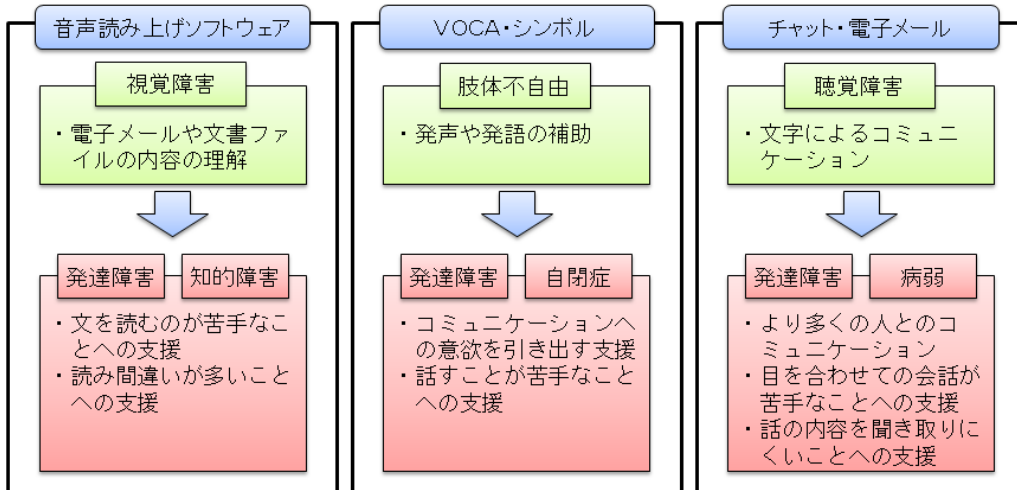 音声読み上げソフトウェア
視覚障害
・電子メールや文書ファ
イルの内容の理解
発達障害
知的障害
・文を読むのが苦手なこ
とへの支援
・読み間違いが多いこと
への支援
VOCA・シンボル
肢体不自由
・発声や発語の補助
発達障害
自閉症
・コミュニケーションへ
の意欲を引き出す支援
・話すことが苦手なこと
への支援
チャット・電子メール
聴覚障害
・文字によるコミュニ
ケーション
発達障害
病弱
・より多くの人とのコ
ミュニケーション
・目を合わせての会話が
苦手なことへの支援
・話の内容を聞き取りに
くいことへの支援